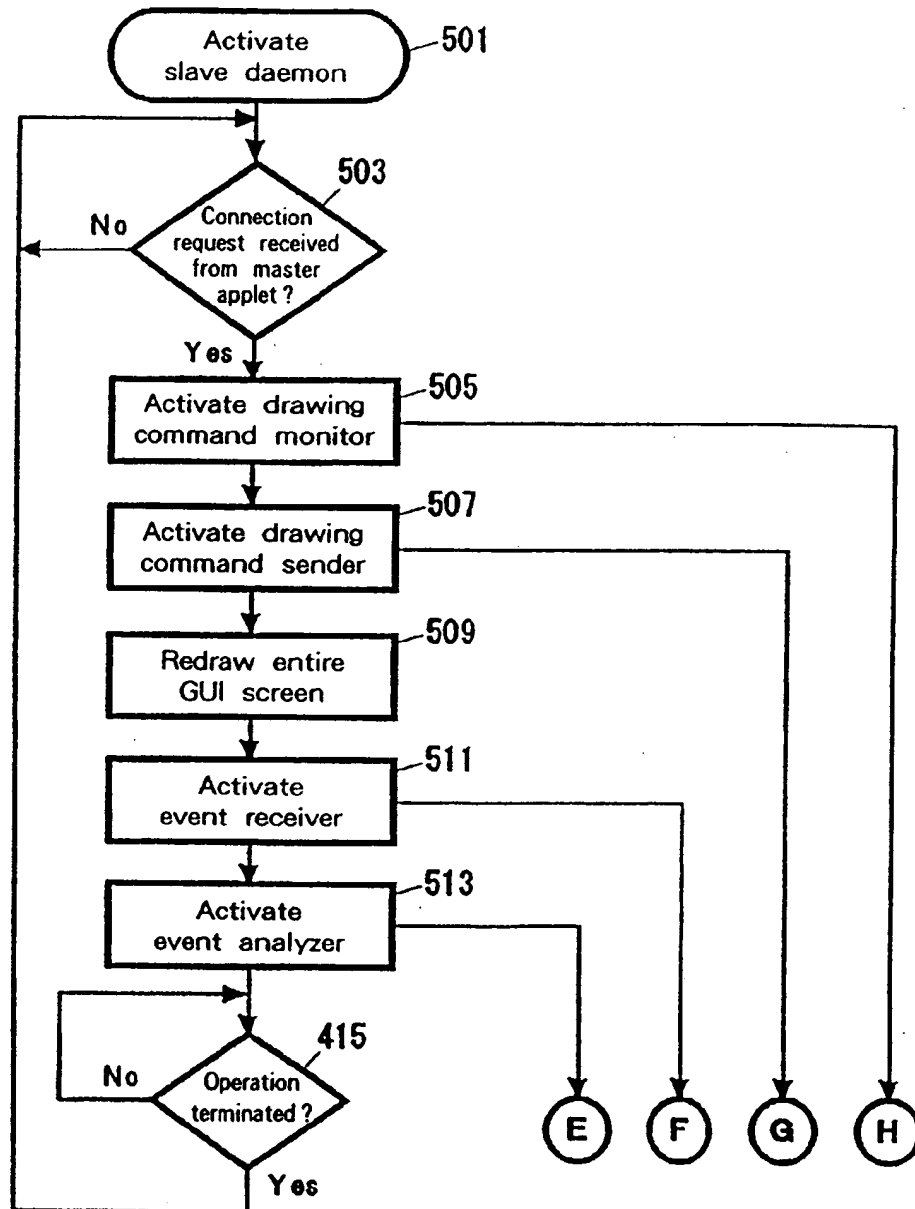 Activate
slave daemon
501
503
Connection
request received
from master
applet?
No
Yes
505
Activate drawing
command monitor
507
Activate drawing
command sender
509
Redraw entire
GUI screen
511
Activate
event receiver
513
Activate
event analyzer
415
Operation
terminated?
No
Yes
E
F
G
H